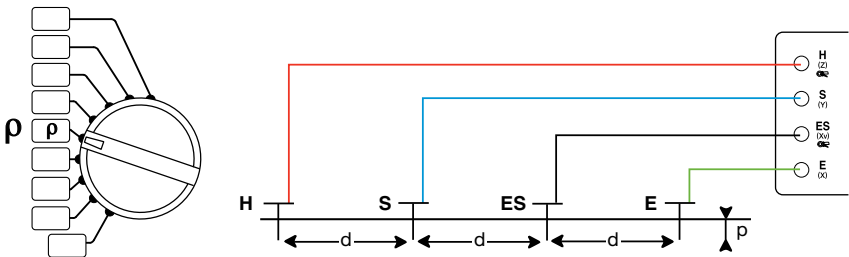 ρ ρ
H
(Z)
S
(Y)
ES
(Xv)
E
(X)
H S ES E
d d d p